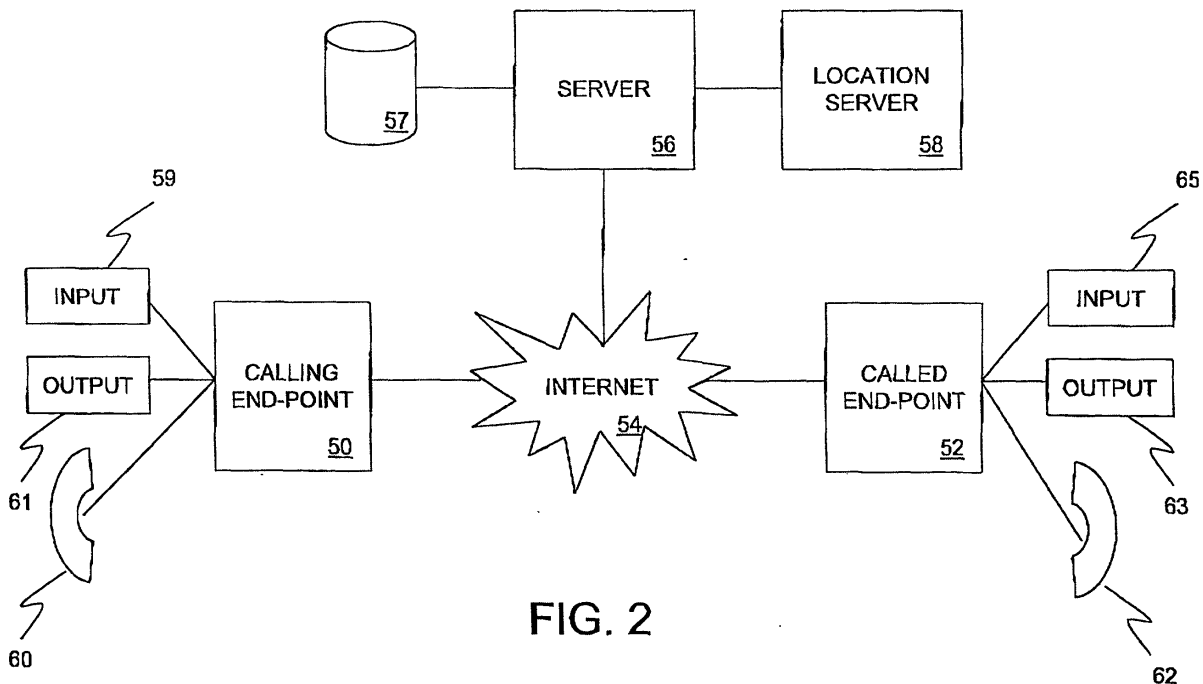 57
SERVER
56
LOCATION
SERVER
58
59
65
INPUT
INPUT
OUTPUT
CALLING
END-POINT
50
INTERNET
54
CALLED
END-POINT
52
OUTPUT
61
63
60
62
FIG. 2